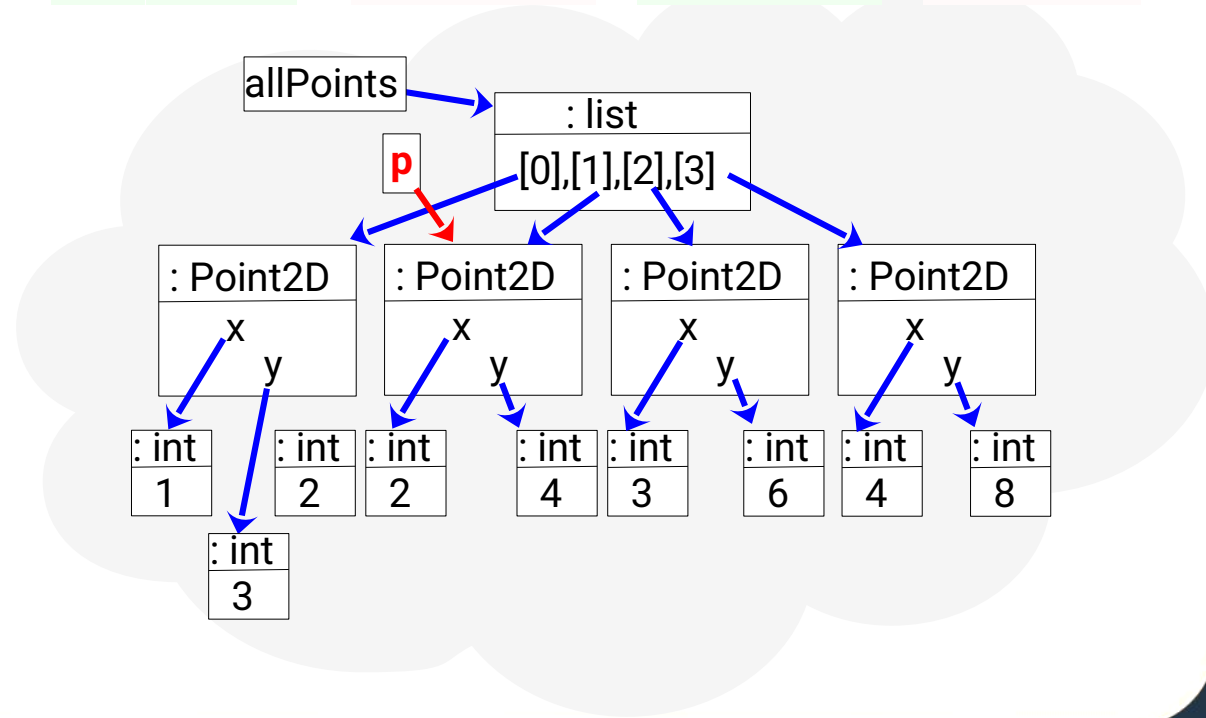 allPoints
: list
p
[0],[1],[2],[3]
: Point2D
: Point2D
: Point2D
: Point2D
x
x
x
x
y
y
y
y
: int
: int
: int
: int
: int
: int
: int
: int
1
2
2
4
3
6
4
8
: int
3